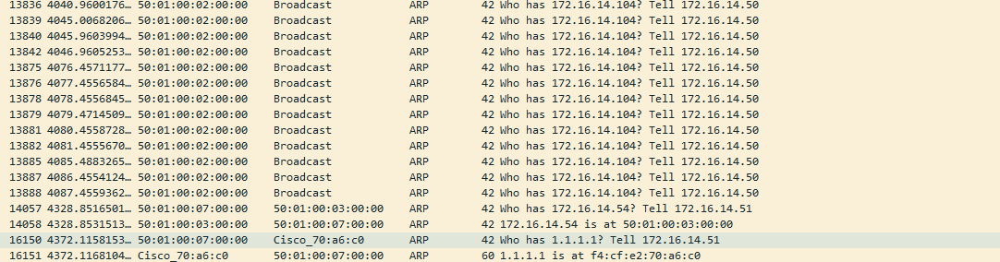 13836 4040.9600176… 50:01:00:02:00:00 Broadcast ARP 42 Who has 172.16.14.104? Tell 172.16.14.50
13839 4045.0068206… 50:01:00:02:00:00 Broadcast ARP 42 Who has 172.16.14.104? Tell 172.16.14.50
13840 4045.9603994… 50:01:00:02:00:00 Broadcast ARP 42 Who has 172.16.14.104? Tell 172.16.14.50
13842 4046.9605253… 50:01:00:02:00:00 Broadcast ARP 42 Who has 172.16.14.104? Tell 172.16.14.50
13875 4076.4571177… 50:01:00:02:00:00 Broadcast ARP 42 Who has 172.16.14.104? Tell 172.16.14.50
13876 4077.4556584… 50:01:00:02:00:00 Broadcast ARP 42 Who has 172.16.14.104? Tell 172.16.14.50
13878 4078.4556845… 50:01:00:02:00:00 Broadcast ARP 42 Who has 172.16.14.104? Tell 172.16.14.50
13879 4079.4714509… 50:01:00:02:00:00 Broadcast ARP 42 Who has 172.16.14.104? Tell 172.16.14.50
13881 4080.4558728… 50:01:00:02:00:00 Broadcast ARP 42 Who has 172.16.14.104? Tell 172.16.14.50
13882 4081.4555670… 50:01:00:02:00:00 Broadcast ARP 42 Who has 172.16.14.104? Tell 172.16.14.50
13885 4085.4883265… 50:01:00:02:00:00 Broadcast ARP 42 Who has 172.16.14.104? Tell 172.16.14.50
13887 4086.4554124… 50:01:00:02:00:00 Broadcast ARP 42 Who has 172.16.14.104? Tell 172.16.14.50
13888 4087.4559362… 50:01:00:02:00:00 Broadcast ARP 42 Who has 172.16.14.104? Tell 172.16.14.50
14057 4328.8516501… 50:01:00:07:00:00 50:01:00:03:00:00 ARP 42 Who has 172.16.14.54? Tell 172.16.14.51
14058 4328.8531513… 50:01:00:03:00:00 50:01:00:07:00:00 ARP 42 172.16.14.54 is at 50:01:00:03:00:00
16150 4372.1158153… 50:01:00:07:00:00 Cisco_70:a6:c0 ARP 42 Who has 1.1.1.1? Tell 172.16.14.51
16151 4372.1168104… Cisco_70:a6:c0 50:01:00:07:00:00 ARP 60 1.1.1.1 is at f4:cf:e2:70:a6:c0